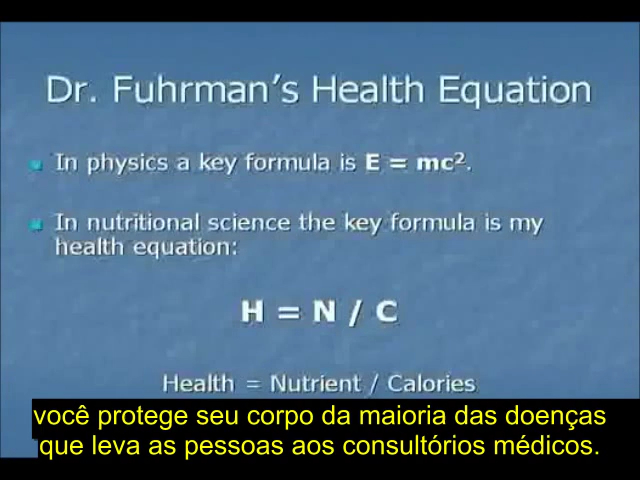 Dr. Fuhrman's Health Equation
In physics a key formula is E = mc².
In nutritional science the key formula is my
health equation:
H = N / C
Health = Nutrient / Calories
você protege seu corpo da maioria das doenças
que leva as pessoas aos consultórios médicos.